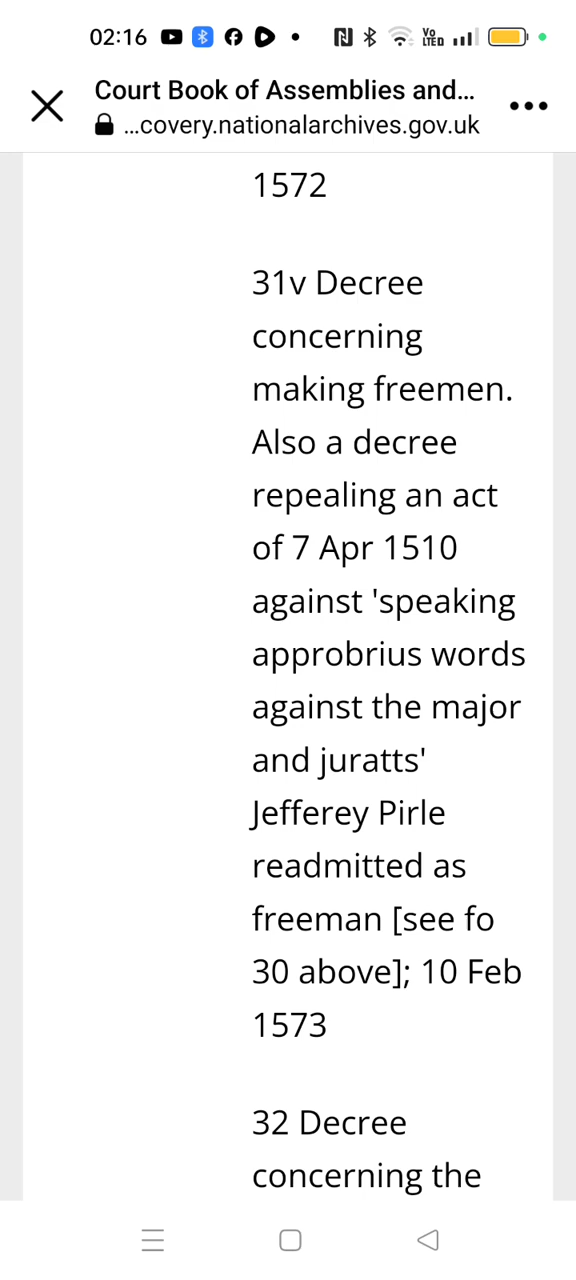 02:16
VO LTED
Court Book of Assemblies and...
...covery.nationalarchives.gov.uk
1572
31v Decree
concerning
making freemen.
Also a decree
repealing an act
of 7 Apr 1510
against 'speaking
approbrius words
against the major
and juratts'
Jefferey Pirle
readmitted as
freeman [see fo
30 above]; 10 Feb
1573
32 Decree
concerning the